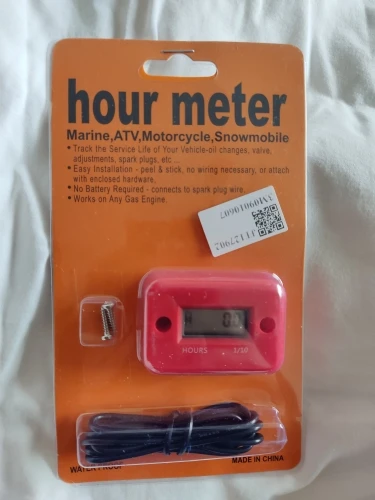 hour meter
Marine,ATV,Motorcycle,Snowmobile
• Track the Service Life of Your Vehicle-oil changes, valve,
adjustments, spark plugs, etc...
• Easy Installation - peel & stick, no wiring necessary, or attach
with enclosed hardware.
• No Battery Required - connects to spark plug wire.
• Works on Any Gas Engine.
HOURS 1/10
WATER PROOF
MADE IN CHINA